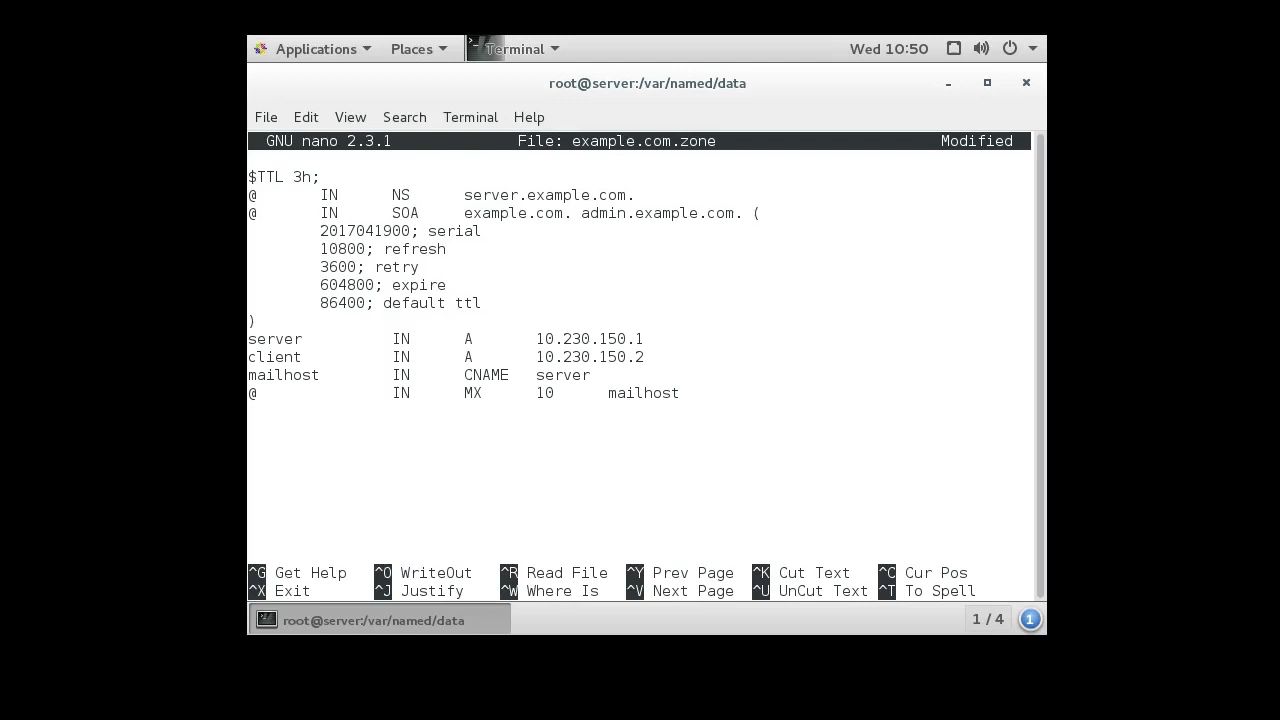 Applications Places Terminal Wed 10:50
root@server:/var/named/data
File Edit View Search Terminal Help
GNU nano 2.3.1 File: example.com.zone Modified
$TTL 3h;
@ IN NS server.example.com.
@ IN SOA example.com. admin.example.com. (
2017041900; serial
10800; refresh
3600; retry
604800; expire
86400; default ttl
)
server IN A 10.230.150.1
client IN A 10.230.150.2
mailhost IN CNAME server
@ IN MX 10 mailhost
^G Get Help ^O WriteOut ^R Read File ^Y Prev Page ^K Cut Text ^C Cur Pos
^X Exit ^J Justify ^W Where Is ^V Next Page ^U UnCut Text ^T To Spell
root@server:/var/named/data 1 / 4 1